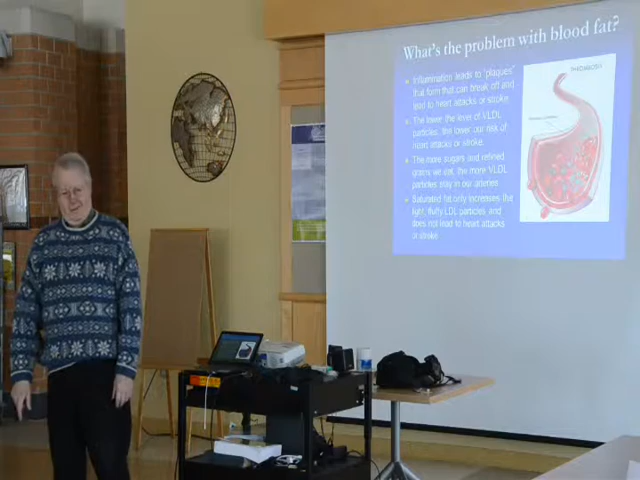 What's the problem with blood fat?
• Inflammation leads to "plaques"
that form that can break off and
lead to heart attacks or stroke.
• The lower the level of VLDL
particles, the lower our risk of
heart attacks or stroke.
• The more sugars and refined
grains we eat, the more VLDL
particles stay in our arteries
• Saturated fat only increases the
light, fluffy LDL particles and
does not lead to heart attacks
or stroke